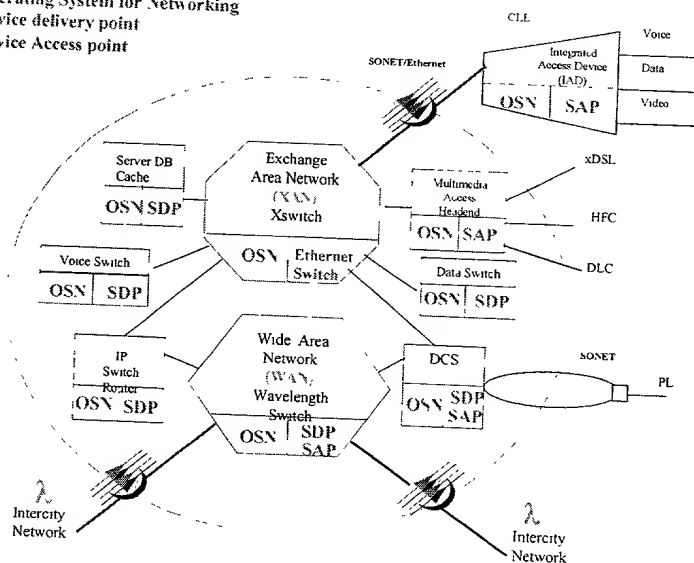 System for Networking
vice delivery point
vice Access point
CLE
Voice
Data
Video
Integrated
Access Device
(IAD)
OSN SAP
SONET/Ethernet
Server DB
Cache
OSN SDP
Exchange
Area Network
(XAN)
Xswitch
OSN Ethernet
Switch
Multimedia
Access
Headend
OSN SAP
xDSL
HFC
DLC
Voice Switch
OSN SDP
Data Switch
OSN SDP
IP
Switch
Router
OSN SDP
Wide Area
Network
(WAN)
Wavelength
Switch
OSN SDP
SAP
DCS
OSN SDP
SAP
SONET
PL
λ
Intercity
Network
λ
Intercity
Network